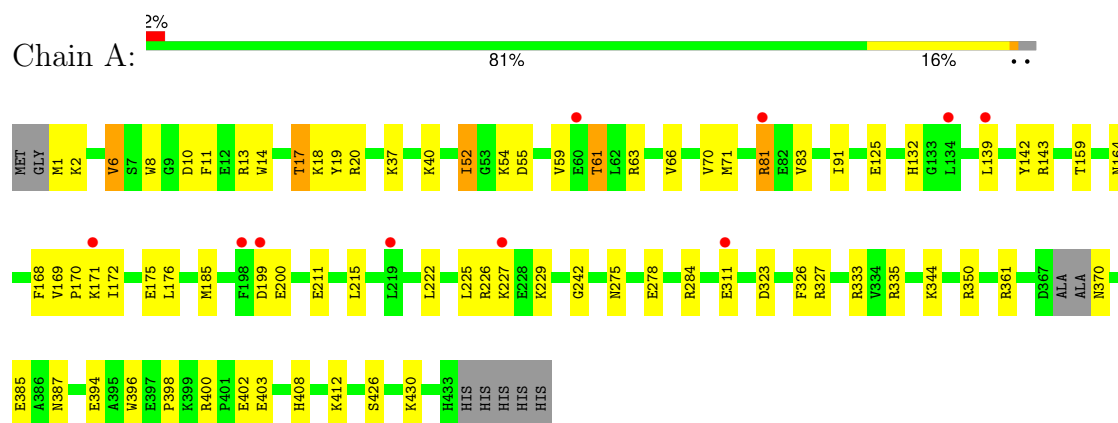 2%
Chain A:
81% 16% • •
MET GLY M1 K2 V6 S7 W8 G9 D10 F11 E12 R13 W14 T17 K18 Y19 R20 K37 K40 I52 G53 K54 D55 V59 E60 T61 L62 R63 V66 V70 M71 R81 E82 V83 I91 E125 H132 G133 L134 L139 Y142 R143 T159 N164
F168 V169 P170 K171 I172 E175 L176 M185 F198 D199 E200 E211 L215 L219 L222 L225 R226 K227 E228 K229 G242 N275 E278 R284 E311 D323 F326 R327 R333 V334 R335 K344 R350 R361 D367 ALA ALA N370
E385 A386 N387 E394 A395 W396 E397 P398 K399 R400 P401 E402 E403 H408 K412 S426 K430 H433 HIS HIS HIS HIS HIS